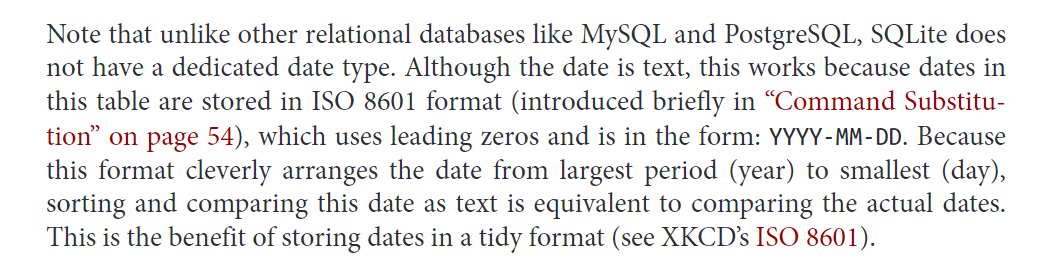 Note that unlike other relational databases like MySQL and PostgreSQL, SQLite does
not have a dedicated date type. Although the date is text, this works because dates in
this table are stored in ISO 8601 format (introduced briefly in “Command Substitu-
tion” on page 54), which uses leading zeros and is in the form: YYYY-MM-DD. Because
this format cleverly arranges the date from largest period (year) to smallest (day),
sorting and comparing this date as text is equivalent to comparing the actual dates.
This is the benefit of storing dates in a tidy format (see XKCD’s ISO 8601).